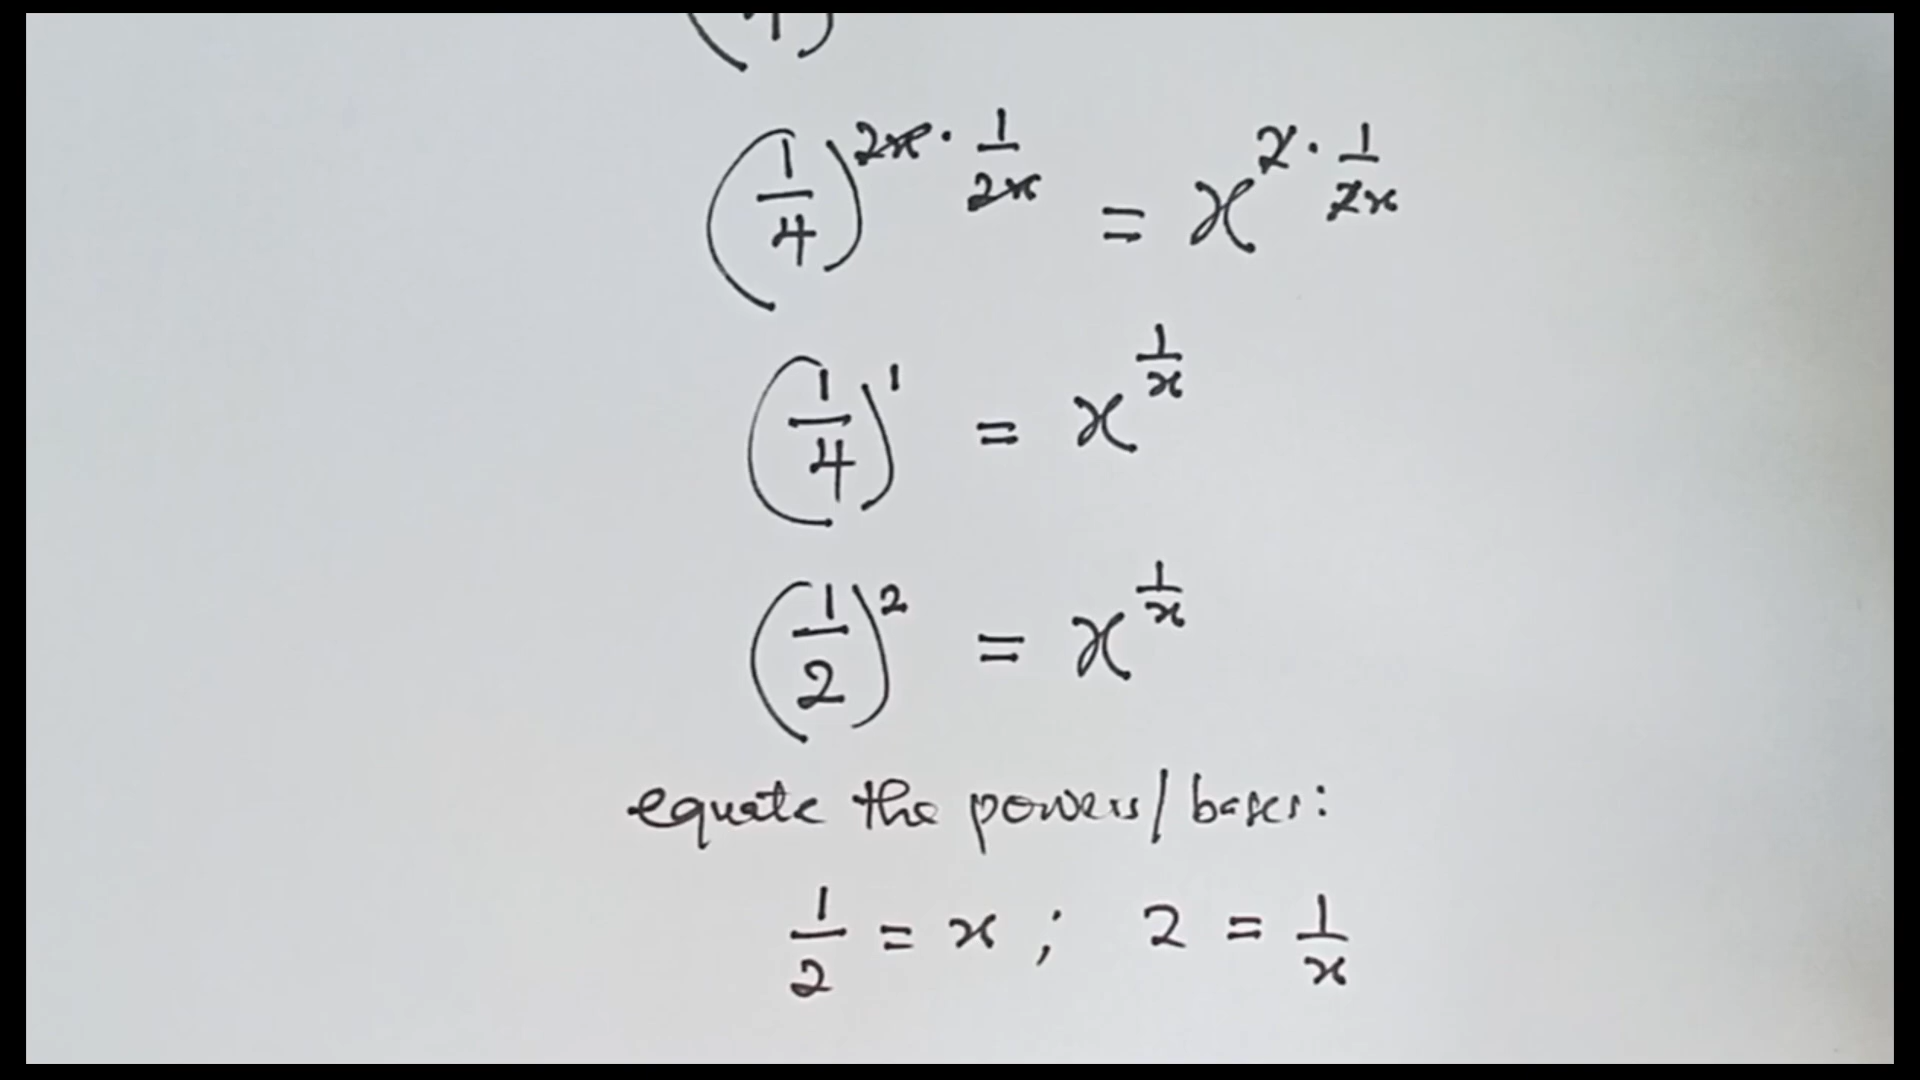 (1/4)^(2x · 1/2x) = x^(2 · 1/2x)
(1/4)^1 = x^(1/x)
(1/2)^2 = x^(1/x)
equate the powers/bases:
1/2 = x ; 2 = 1/x